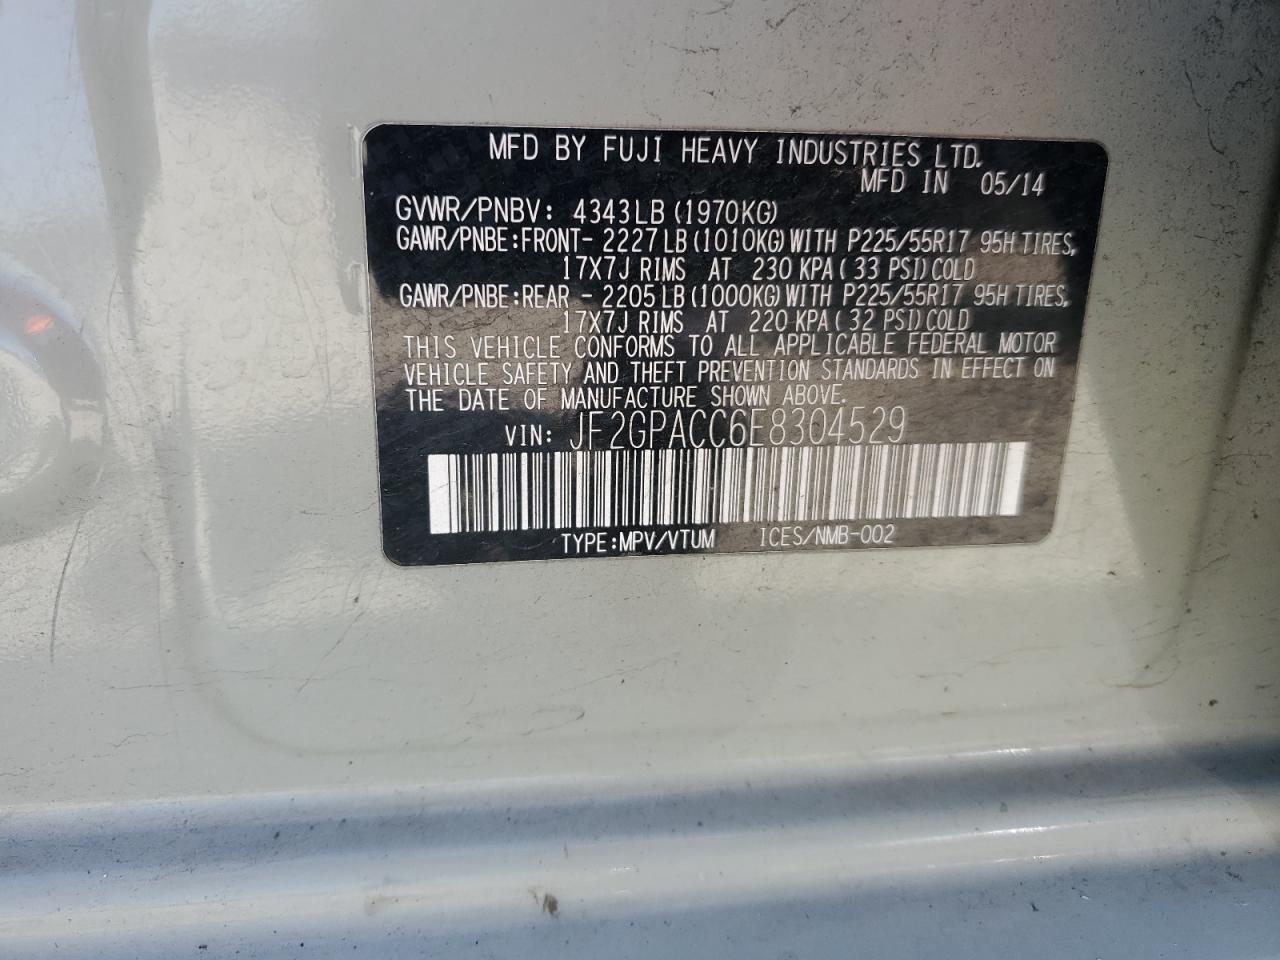 MFD BY FUJI HEAVY INDUSTRIES LTD.
MFD IN 05/14
GVWR/PNBV: 4343LB(1970KG)
GAWR/PNBE:FRONT- 2227LB(1010KG)WITH P225/55R17 95H TIRES,
17X7J RIMS AT 230 KPA(33 PSI)COLD
GAWR/PNBE:REAR - 2205LB(1000KG)WITH P225/55R17 95H TIRES,
17X7J RIMS AT 220 KPA(32 PSI)COLD
THIS VEHICLE CONFORMS TO ALL APPLICABLE FEDERAL MOTOR
VEHICLE SAFETY AND THEFT PREVENTION STANDARDS IN EFFECT ON
THE DATE OF MANUFACTURE SHOWN ABOVE.
VIN: JF2GPACC6E8304529
TYPE:MPV/VTUM ICES/NMB-002